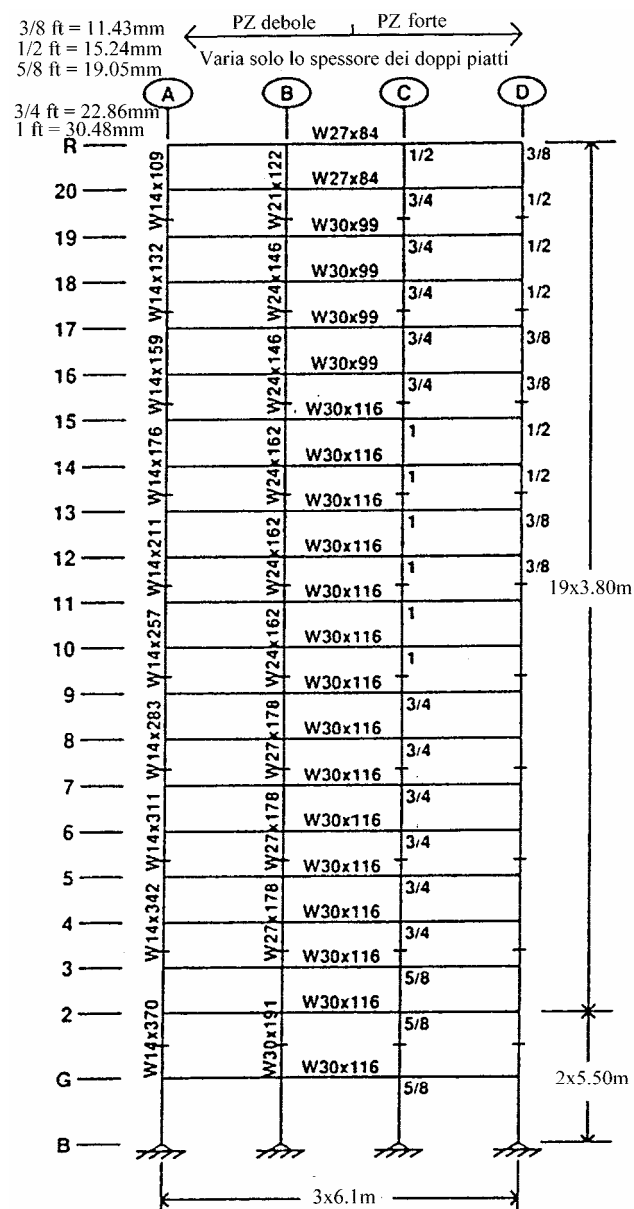 3/8 ft = 11.43mm
1/2 ft = 15.24mm
5/8 ft = 19.05mm
3/4 ft = 22.86mm
1 ft = 30.48mm
PZ debole PZ forte
Varia solo lo spessore dei doppi piatti
A B C D
R W27x84 1/2 3/8
W14x109 W21x122
20 W27x84 3/4 1/2
19 W30x99 3/4 1/2
W14x132 W24x146
18 W30x99 3/4 1/2
17 W30x99 3/4 3/8
W14x159 W24x146
16 W30x99 3/4 3/8
15 W30x116 1 1/2
W14x176 W24x162
14 W30x116 1 1/2
13 W30x116 1 3/8
W14x211 W24x162
12 W30x116 1 3/8
19x3.80m
11 W30x116 1
W14x257 W24x162
10 W30x116 1
9 W30x116 3/4
W14x283 W27x178
8 W30x116 3/4
7 W30x116 3/4
W14x311 W27x178
6 W30x116 3/4
5 W30x116 3/4
W14x342 W27x178
4 W30x116 3/4
3 W30x116 5/8
2 W30x116 5/8
W14x370 W30x191
G W30x116 5/8
2x5.50m
B
3x6.1m